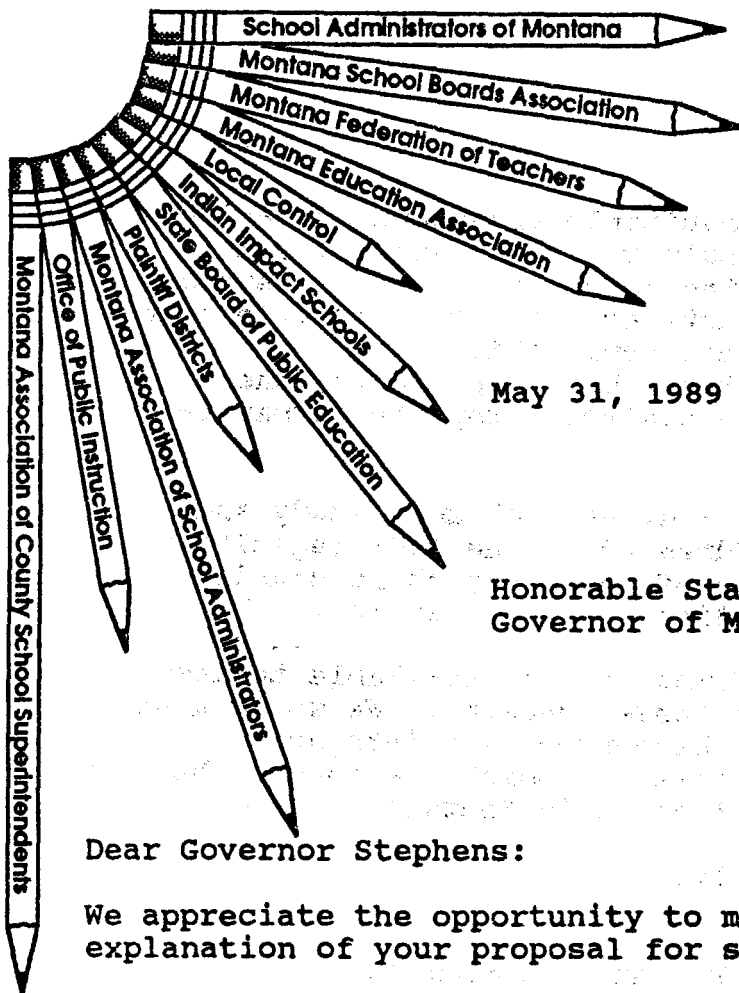 School Administrators of Montana
Montana School Boards Association
Montana Federation of Teachers
Montana Education Association
Local Control
Indian Impact Schools
State Board of Public Education
Plaintiff Districts
Montana Association of School Administrators
Office of Public Instruction
Montana Association of County School Superintendents
May 31, 1989
Honorable Sta
Governor of M
Dear Governor Stephens:
We appreciate the opportunity to m
explanation of your proposal for s